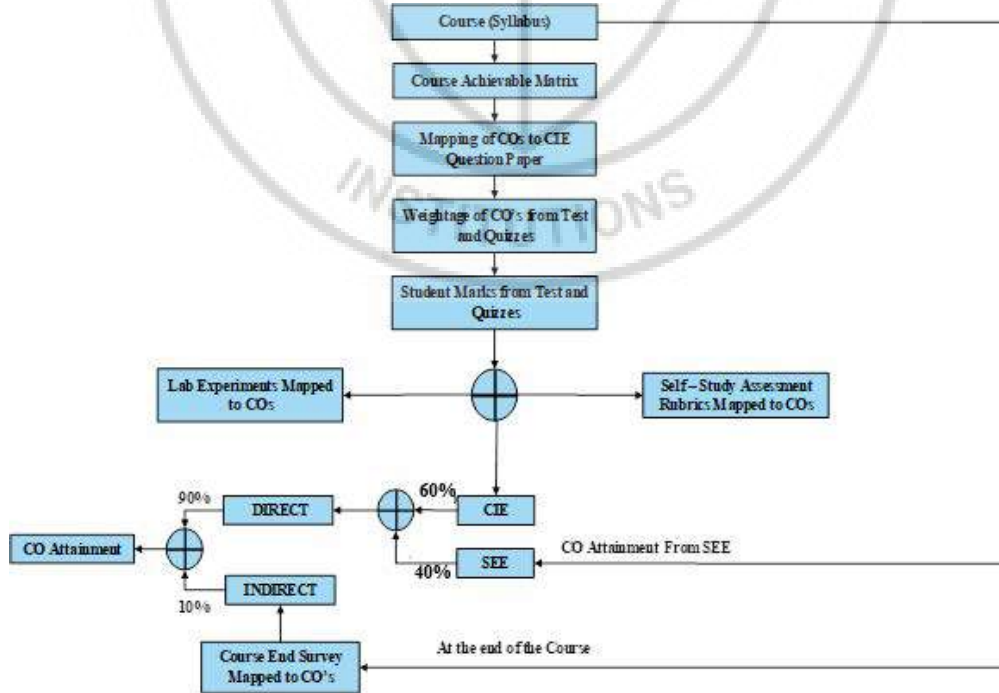 Course (Syllabus)
Course Achievable Matrix
Mapping of COs to CIE
Question Paper
INSTITUTIONS
Weightage of CO's from Test
and Quizzes
Student Marks from Test and
Quizzes
Lab Experiments Mapped
to COs
Self – Study Assessment
Rubrics Mapped to COs
90%
DIRECT
60%
CIE
CO Attainment
40%
SEE
CO Attainment From SEE
10%
INDIRECT
Course End Survey
Mapped to CO's
At the end of the Course